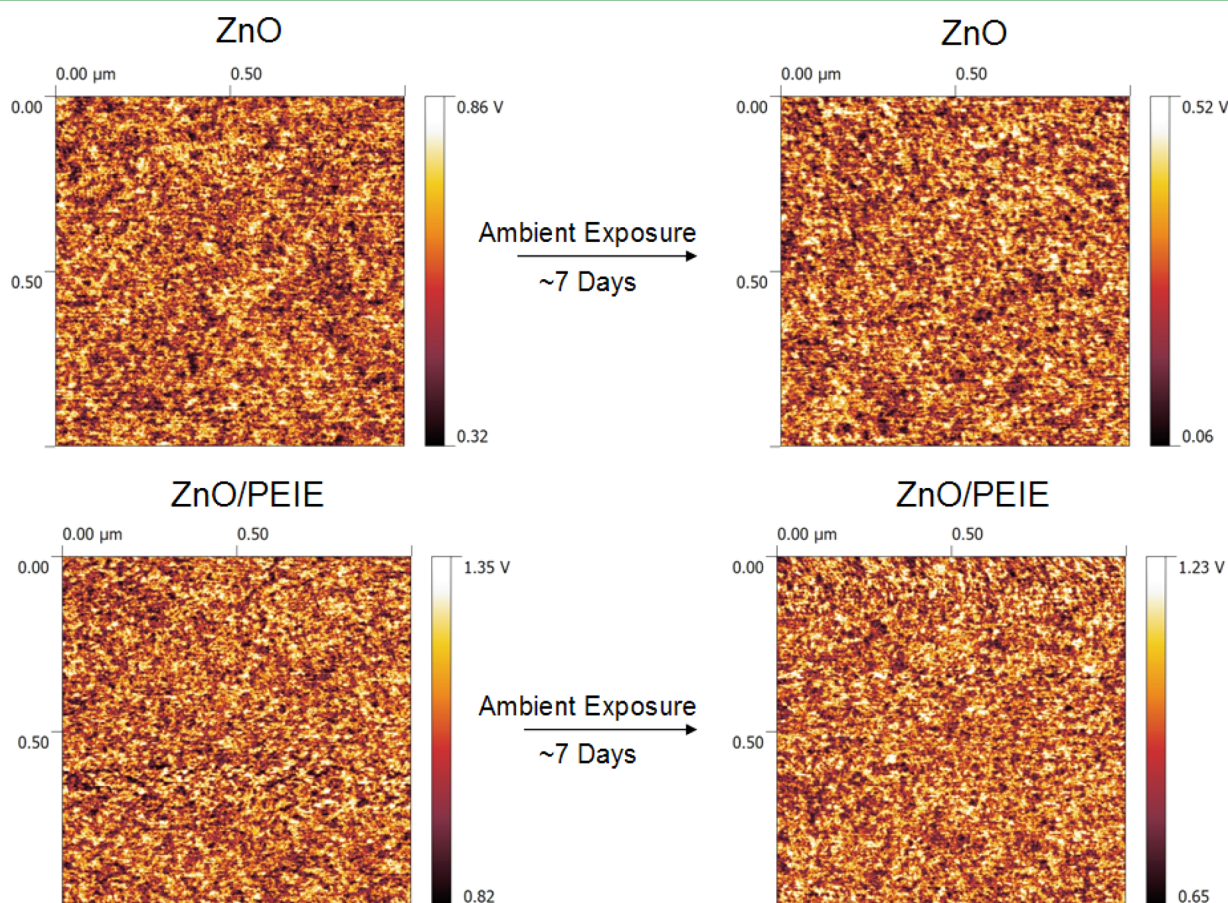 ZnO
ZnO
0.00 µm 0.50
0.00 µm 0.50
0.00
0.86 V
0.00
0.52 V
Ambient Exposure
~7 Days
0.50
0.50
0.32
0.06
ZnO/PEIE
ZnO/PEIE
0.00 µm 0.50
0.00 µm 0.50
0.00
1.35 V
0.00
1.23 V
Ambient Exposure
~7 Days
0.50
0.50
0.82
0.65